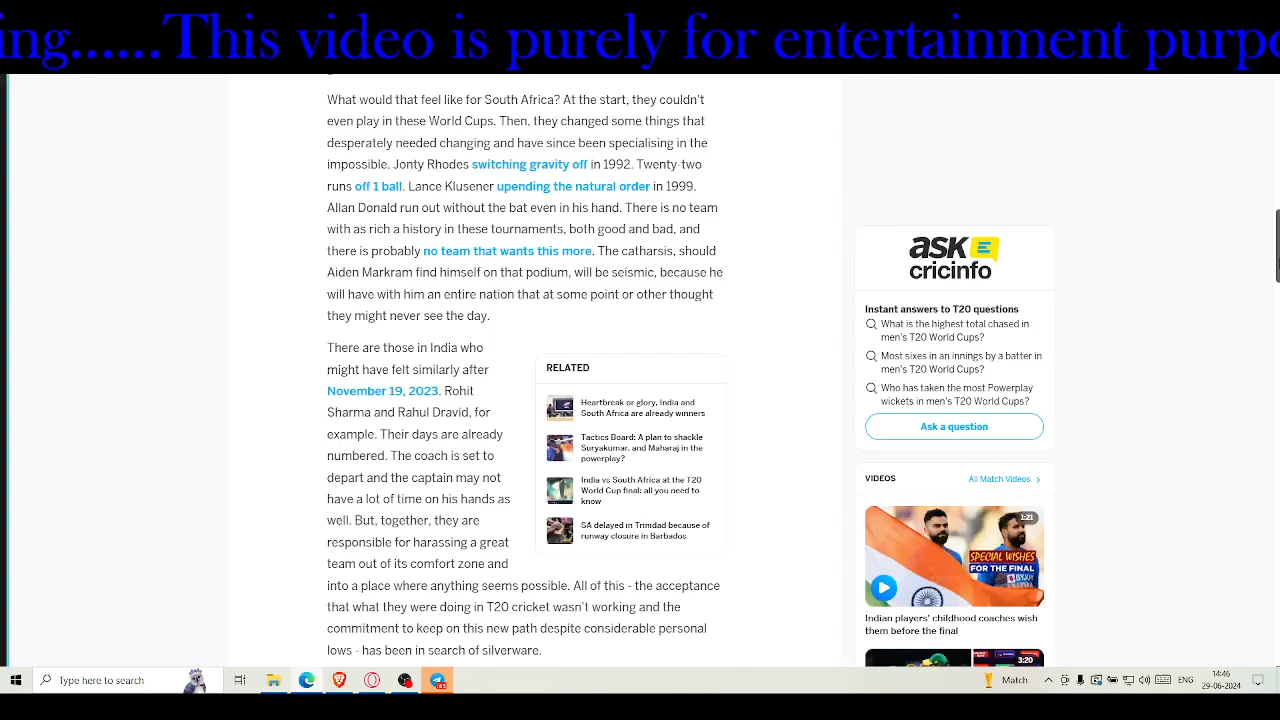 ing......This video is purely for entertainment purpo
What would that feel like for South Africa? At the start, they couldn't
even play in these World Cups. Then, they changed some things that
desperately needed changing and have since been specialising in the
impossible. Jonty Rhodes switching gravity off in 1992. Twenty-two
runs off 1 ball. Lance Klusener upending the natural order in 1999.
Allan Donald run out without the bat even in his hand. There is no team
with as rich a history in these tournaments, both good and bad, and
there is probably no team that wants this more. The catharsis, should
Aiden Markram find himself on that podium, will be seismic, because he
will have with him an entire nation that at some point or other thought
they might never see the day.
There are those in India who
might have felt similarly after
November 19, 2023. Rohit
Sharma and Rahul Dravid, for
example. Their days are already
numbered. The coach is set to
depart and the captain may not
have a lot of time on his hands as
well. But, together, they are
responsible for harassing a great
team out of its comfort zone and
into a place where anything seems possible. All of this - the acceptance
that what they were doing in T20 cricket wasn't working and the
commitment to keep on this new path despite considerable personal
lows - has been in search of silverware.
RELATED
Heartbreak or glory, India and
South Africa are already winners
Tactics Board: A plan to shackle
Suryakumar, and Maharaj in the
powerplay?
India vs South Africa at the T20
World Cup final: all you need to
know
SA delayed in Trinidad because of
runway closure in Barbados
ask
cricinfo
Instant answers to T20 questions
What is the highest total chased in
men's T20 World Cups?
Most sixes in an innings by a batter in
men's T20 World Cups?
Who has taken the most Powerplay
wickets in men's T20 World Cups?
Ask a question
VIDEOS
All Match Videos
1:21
SPECIAL WISHES
FOR THE FINAL
Indian players' childhood coaches wish
them before the final
3:20
Type here to search
Match
ENG
14:46
29-06-2024